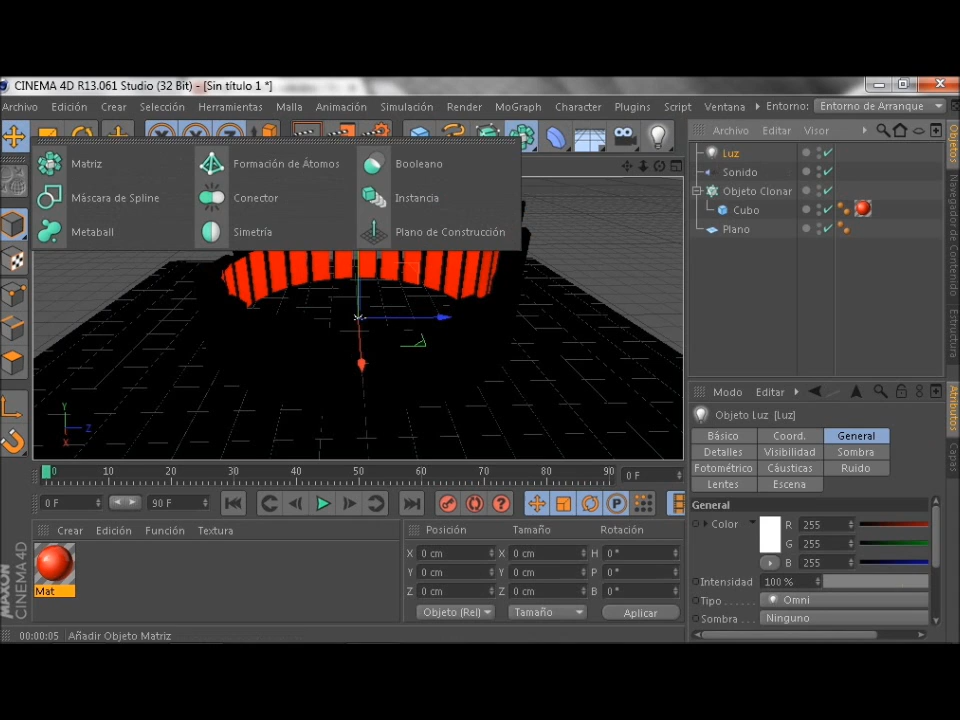 CINEMA 4D R13.061 Studio (32 Bit) - [Sin título 1 *]
Archivo Edición Crear Selección Herramientas Malla Animación Simulación Render MoGraph Character Plugins Script Ventana Entorno: Entorno de Arranque
X Y Z
Archivo Editar Visor
Matriz Formación de Átomos Booleano
Máscara de Spline Conector Instancia
Metaball Simetría Plano de Construcción
Luz
Sonido
Objeto Clonar
Cubo
Plano
Objetos
Navegador de Contenido
Estructura
Y
Z
X
Modo Editar
Objeto Luz [Luz]
Básico Coord. General
Detalles Visibilidad Sombra
Fotométrico Cáusticas Ruido
Lentes Escena
Atributos
Capas
General
Color R 255
G 255
B 255
Intensidad 100 %
Tipo Omni
Sombra Ninguno
0 10 20 30 40 50 60 70 80 90 0 F
0 F 90 F
P
Crear Edición Función Textura
Mat
MAXON
CINEMA 4D
Posición Tamaño Rotación
X 0 cm X 0 cm H 0 °
Y 0 cm Y 0 cm P 0 °
Z 0 cm Z 0 cm B 0 °
Objeto (Rel) Tamaño Aplicar
00:00:05 Añadir Objeto Matriz